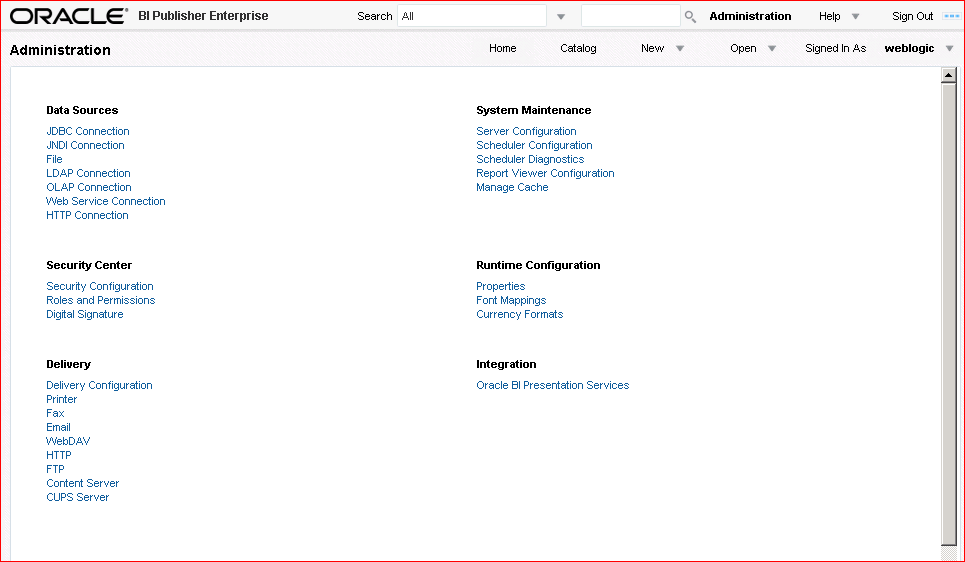 ORACLE® BI Publisher Enterprise Search All Administration Help Sign Out
Administration Home Catalog New Open Signed In As weblogic
Data Sources
JDBC Connection
JNDI Connection
File
LDAP Connection
OLAP Connection
Web Service Connection
HTTP Connection
System Maintenance
Server Configuration
Scheduler Configuration
Scheduler Diagnostics
Report Viewer Configuration
Manage Cache
Security Center
Security Configuration
Roles and Permissions
Digital Signature
Runtime Configuration
Properties
Font Mappings
Currency Formats
Delivery
Delivery Configuration
Printer
Fax
Email
WebDAV
HTTP
FTP
Content Server
CUPS Server
Integration
Oracle BI Presentation Services